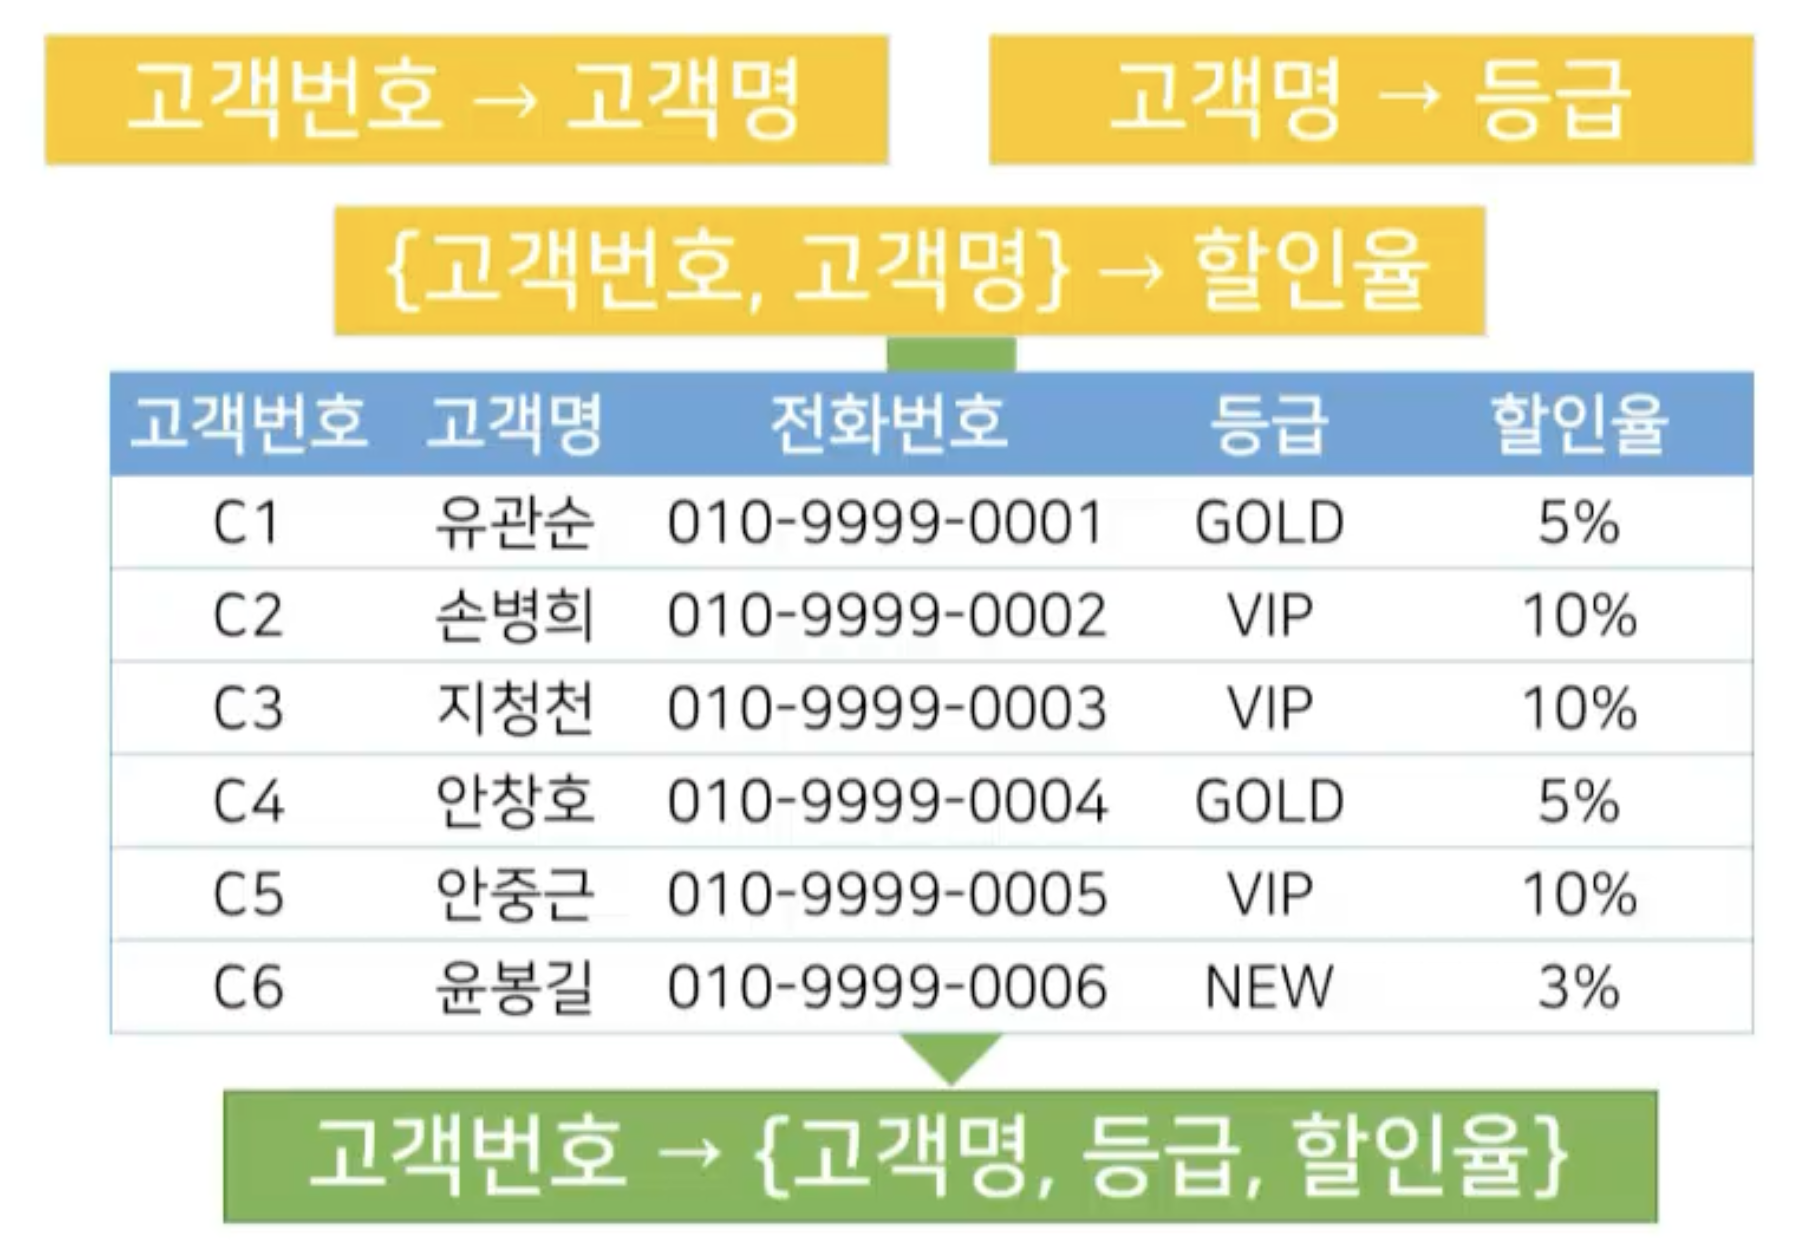 고객번호 → 고객명
고객명 → 등급
{고객번호, 고객명} → 할인율
고객번호 고객명 전화번호 등급 할인율
C1 유관순 010-9999-0001 GOLD 5%
C2 손병희 010-9999-0002 VIP 10%
C3 지청천 010-9999-0003 VIP 10%
C4 안창호 010-9999-0004 GOLD 5%
C5 안중근 010-9999-0005 VIP 10%
C6 윤봉길 010-9999-0006 NEW 3%
고객번호 → {고객명, 등급, 할인율}